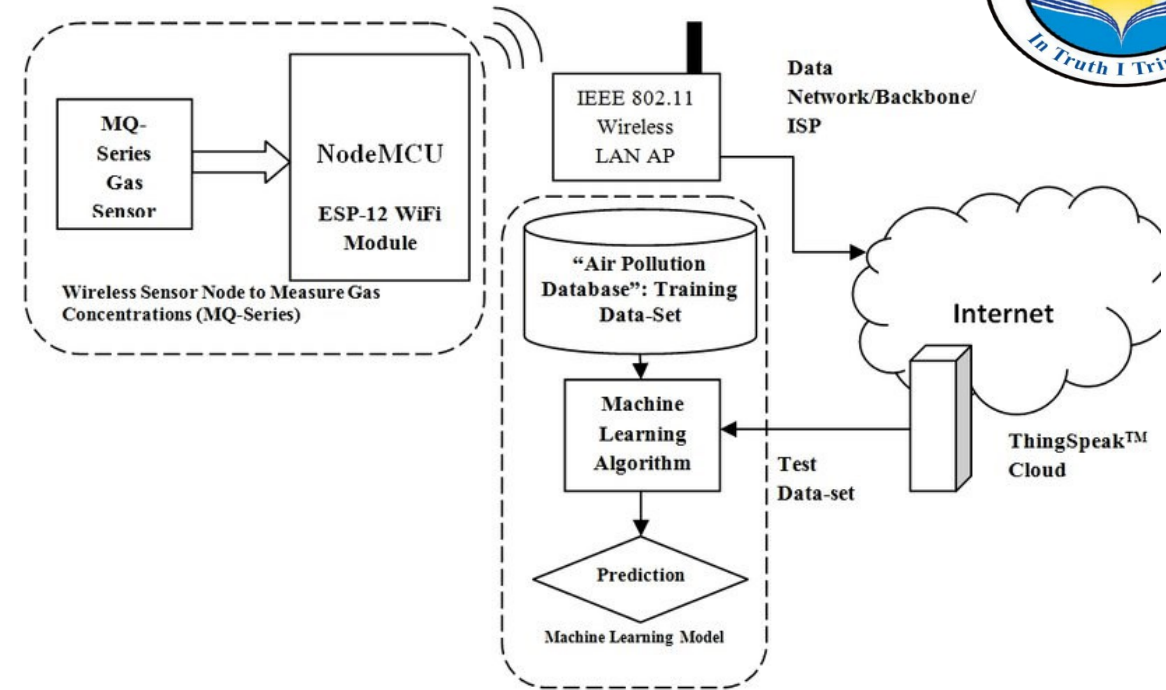 MQ-
Series
Gas
Sensor
NodeMCU
ESP-12 WiFi
Module
Wireless Sensor Node to Measure Gas
Concentrations (MQ-Series)
IEEE 802.11
Wireless
LAN AP
Data
Network/Backbone/
ISP
In Truth I
“Air Pollution
Database”: Training
Data-Set
Internet
Machine
Learning
Algorithm
Test
Data-set
ThingSpeak™
Cloud
Prediction
Machine Learning Model